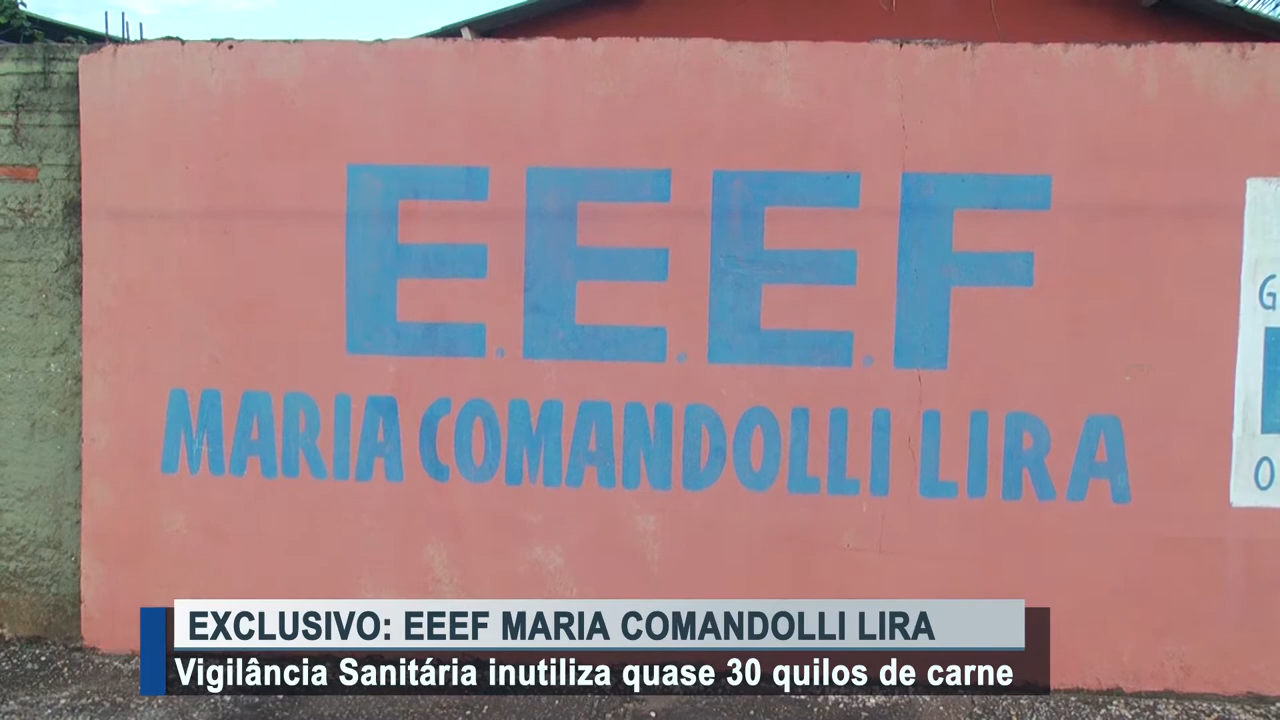 E.E.E.F
MARIA COMANDOLLI LIRA
G
O
EXCLUSIVO: EEEF MARIA COMANDOLLI LIRA
Vigilância Sanitária inutiliza quase 30 quilos de carne